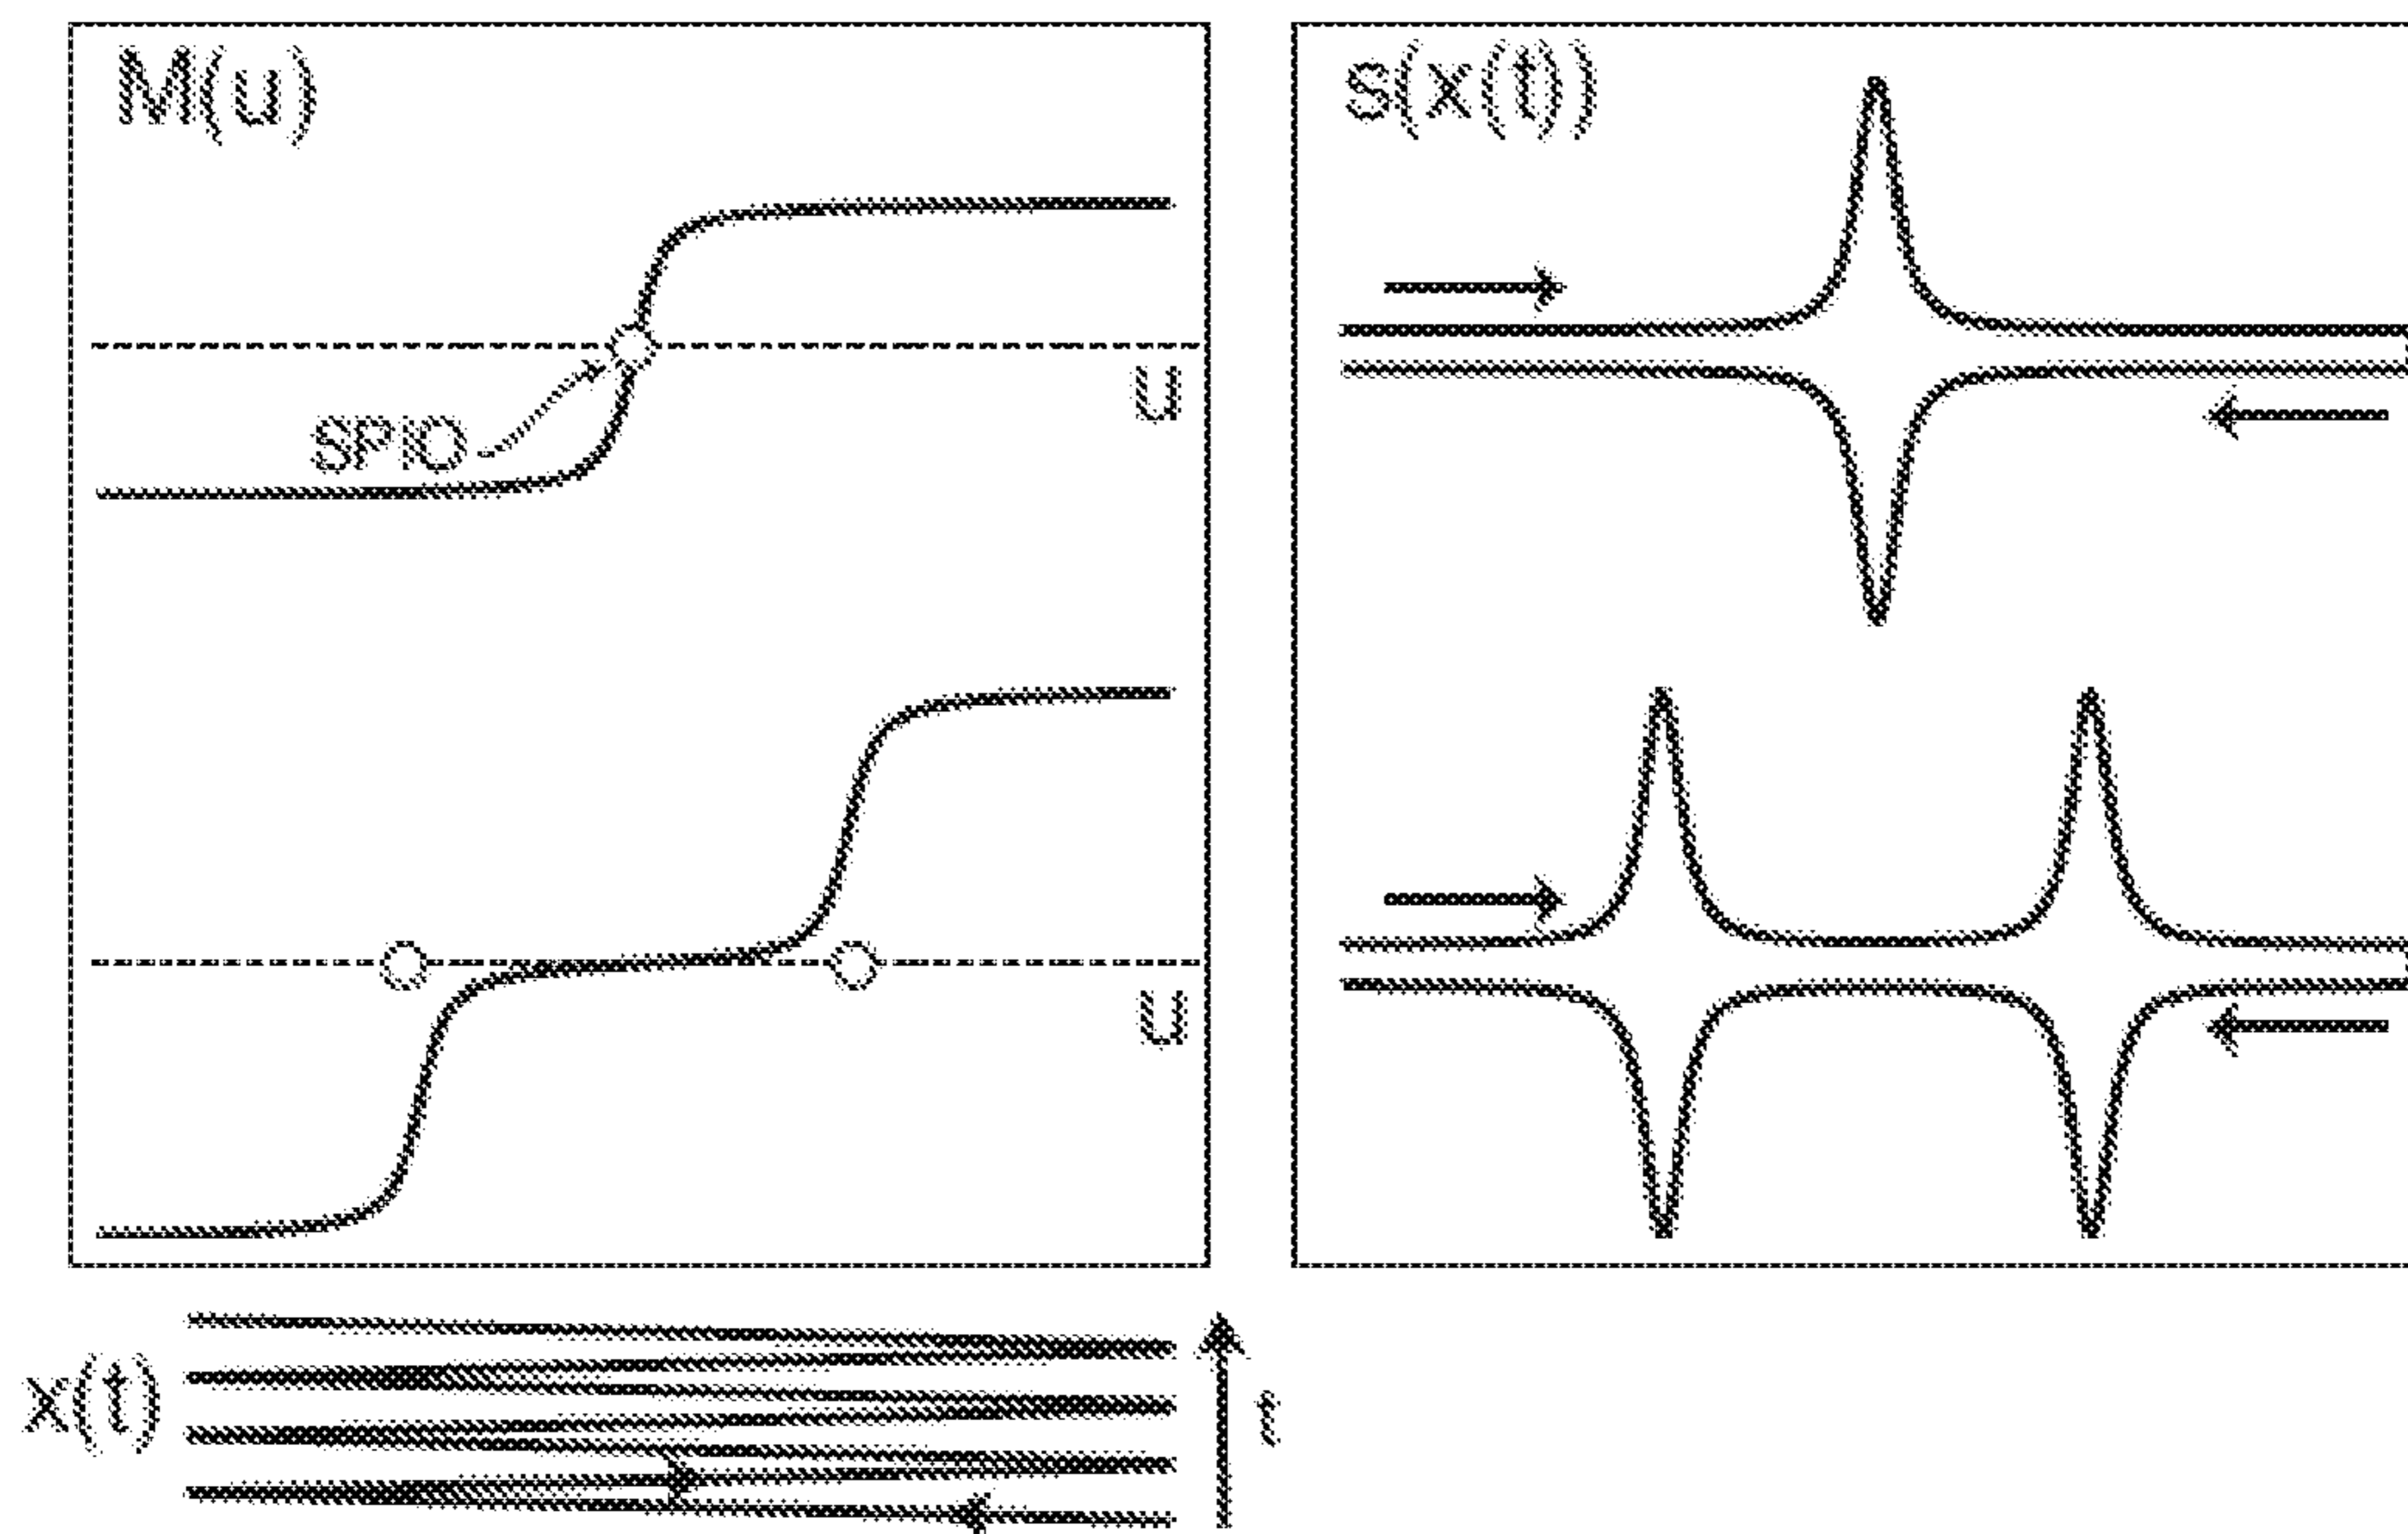 M(u)
s(x(t))
u
SPIO
u
x(t)
t